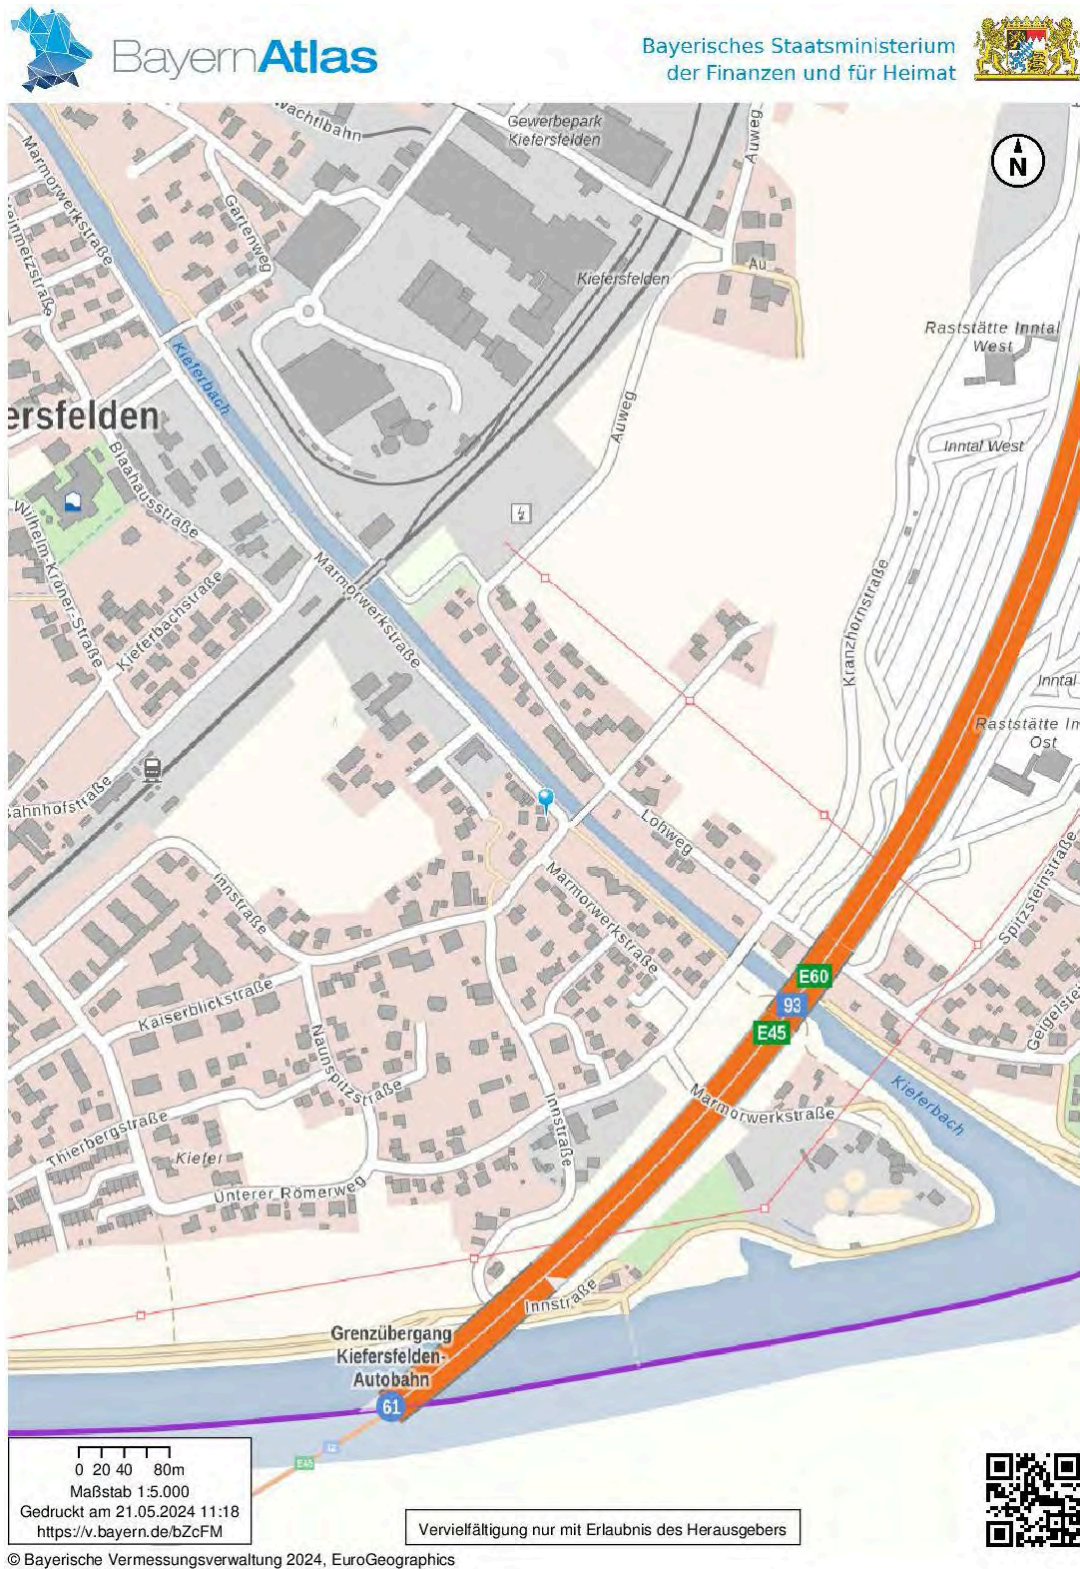 BayernAtlas
Bayerisches Staatsministerium
der Finanzen und für Heimat
Wachtlbahn
Gewerbepark
Kiefersfelden
Auweg
N
Marmorwerkstraße
Gartenweg
Kiefersfelden
Au
Raststätte Inntal
West
Kieferbach
ersfelden
Auweg
Inntal West
Blaahausstraße
Wilhelm-Kröner-Straße
Marmorwerkstraße
Kieferbachstraße
Kranzhornstraße
Inntal
Raststätte In
Ost
Bahnhofstraße
Lohweg
Innstraße
Marmorwerkstraße
Spitzsteinstraße
E60
93
E45
Kaiserblickstraße
Naunspitzstraße
Geigelstei
Kieferbach
Marmorwerkstraße
Innstraße
Thierbergstraße
Kiefer
Unterer Römerweg
Innstraße
Grenzübergang
Kiefersfelden-
Autobahn
61
E45
0 20 40 80m
Maßstab 1:5.000
Gedruckt am 21.05.2024 11:18
https://v.bayern.de/bZcFM
Vervielfältigung nur mit Erlaubnis des Herausgebers
© Bayerische Vermessungsverwaltung 2024, EuroGeographics